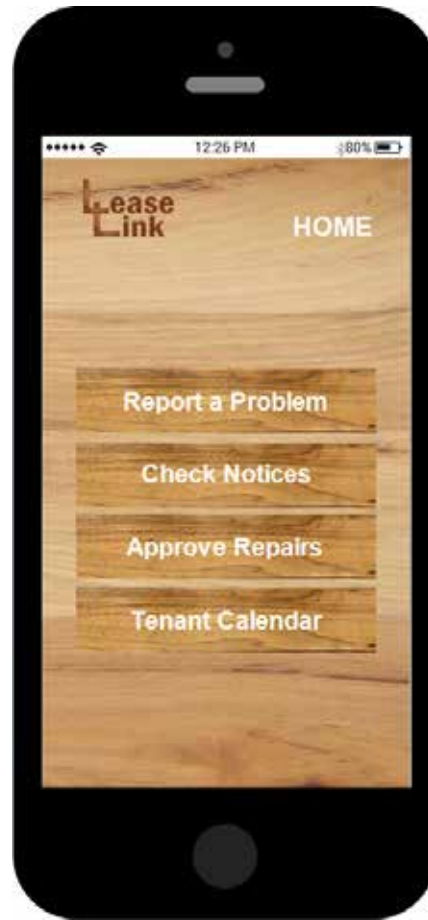 12:26 PM
80%
Lease
Link
HOME
Report a Problem
Check Notices
Approve Repairs
Tenant Calendar